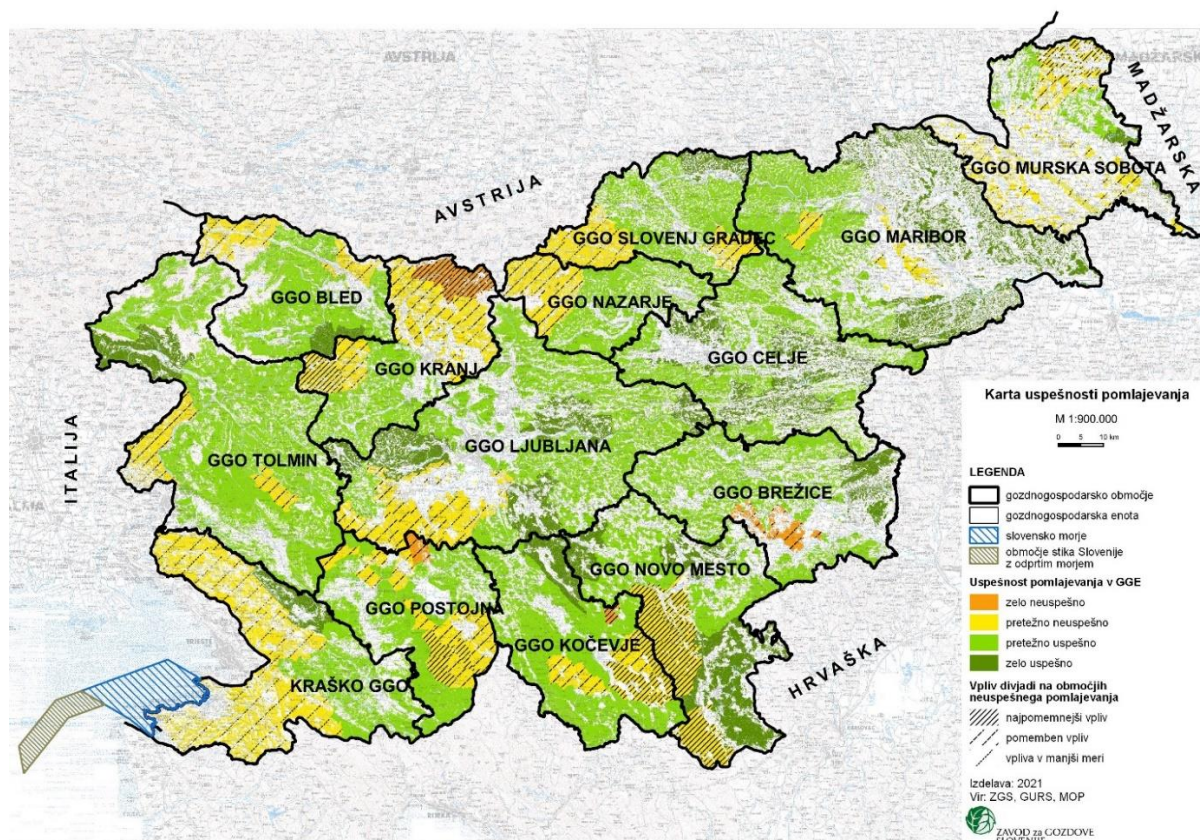 AVSTRIJA
MADŽARSK
MADŽARSKA
GGO MURSKA SOBOTA
AVSTRIJA
GGO SLOVENJ GRADEC
GGO MARIBOR
GGO BLED
GGO NAZARJE
GGO CELJE
GGO KRANJ
GGO LJUBLJANA
ITALIJA
GGO TOLMIN
GGO BREŽICE
GGO NOVO MESTO
GGO POSTOJNA
GGO KOČEVJE
KRAŠKO GGO
HRVAŠKA
Karta uspešnosti pomlajevanja
M 1:900.000
0 5 10 km
LEGENDA
gozdnogospodarsko območje
gozdnogospodarska enota
slovensko morje
območje stika Slovenije
z odprtim morjem
Uspešnost pomlajevanja v GGE
zelo neuspešno
pretežno neuspešno
pretežno uspešno
zelo uspešno
Vpliv divjadi na območjih
neuspešnega pomlajevanja
najpomembnejši vpliv
pomemben vpliv
vpliva v manjši meri
Izdelava: 2021
Vir: ZGS, GURS, MOP
ZAVOD za GOZDOVE
SLOVENIJE